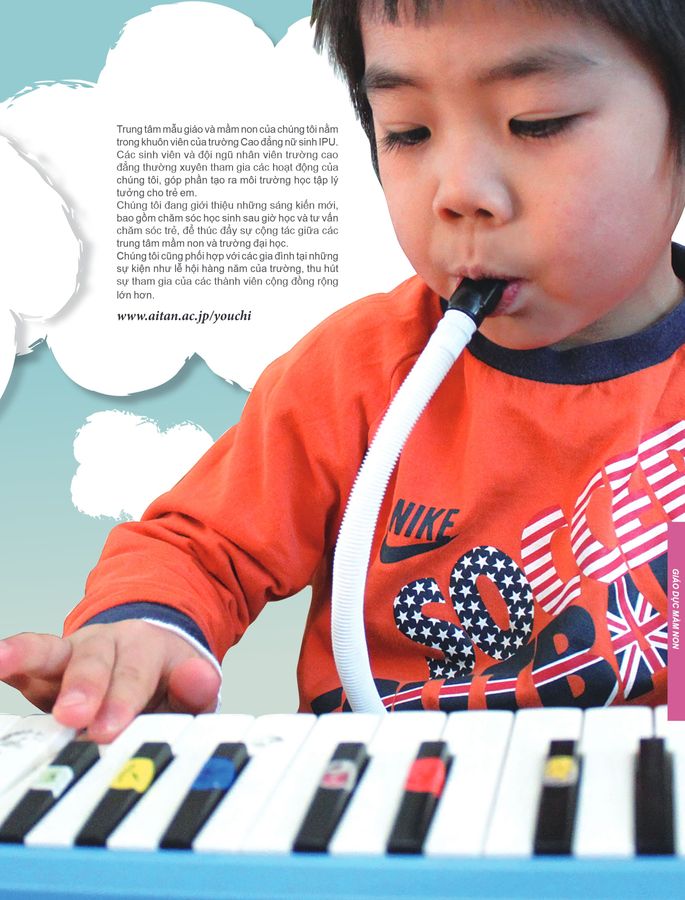 Trung tâm mẫu giáo và mầm non của chúng tôi nằm
trong khuôn viên của trường Cao đẳng nữ sinh IPU.
Các sinh viên và đội ngũ nhân viên trường cao
đẳng thường xuyên tham gia các hoạt động của
chúng tôi, góp phần tạo ra môi trường học tập lý
tưởng cho trẻ em.
Chúng tôi đang giới thiệu những sáng kiến mới,
bao gồm chăm sóc học sinh sau giờ học và tư vấn
chăm sóc trẻ, để thúc đẩy sự cộng tác giữa các
trung tâm mầm non và trường đại học.
Chúng tôi cũng phối hợp với các gia đình tại những
sự kiện như lễ hội hàng năm của trường, thu hút
sự tham gia của các thành viên cộng đồng rộng
lớn hơn.
www.aitan.ac.jp/youchi
NIKE
SOCCER
GIÁO DỤC MẦM NON